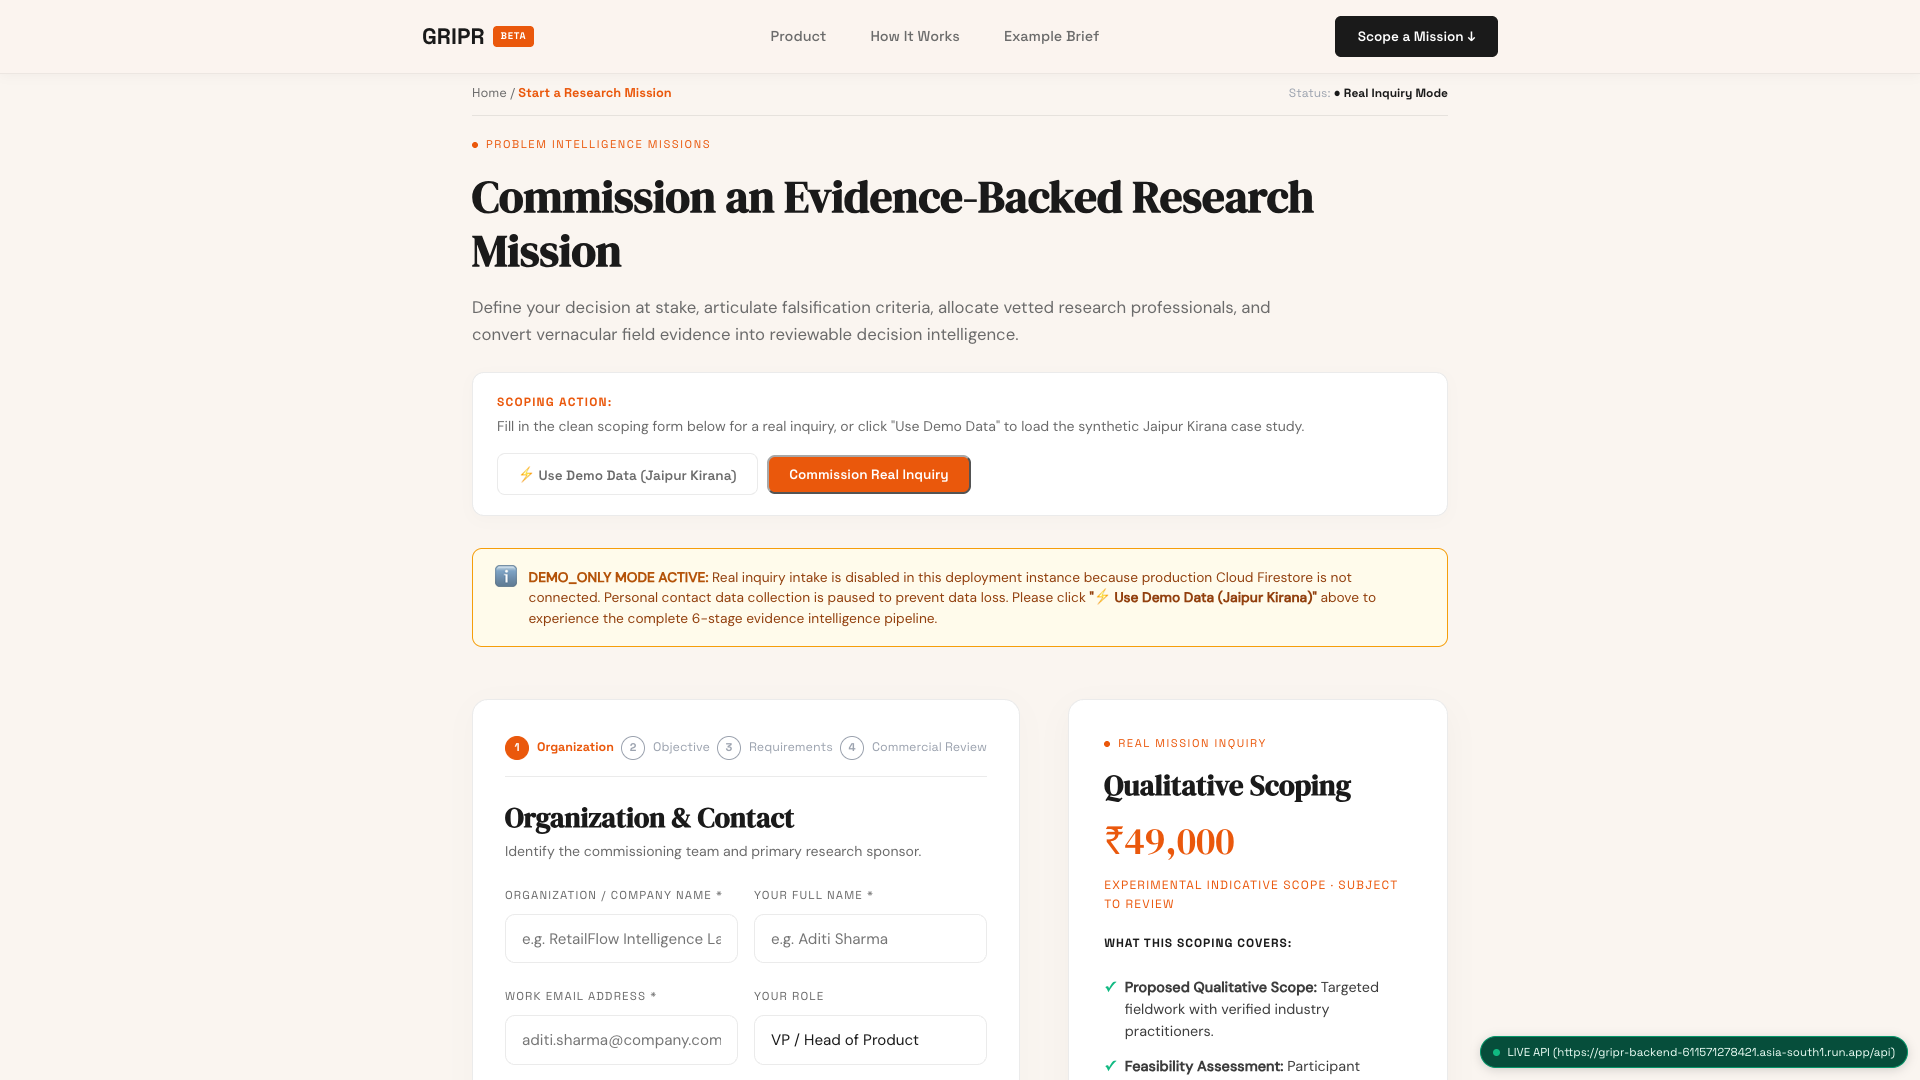 GRIPR BETA
Product
How It Works
Example Brief
Scope a Mission ↓
Home / Start a Research Mission
Status: ● Real Inquiry Mode
PROBLEM INTELLIGENCE MISSIONS
Commission an Evidence-Backed Research
Mission
Define your decision at stake, articulate falsification criteria, allocate vetted research professionals, and
convert vernacular field evidence into reviewable decision intelligence.
SCOPING ACTION:
Fill in the clean scoping form below for a real inquiry, or click "Use Demo Data" to load the synthetic Jaipur Kirana case study.
⚡ Use Demo Data (Jaipur Kirana)
Commission Real Inquiry
ℹ️ DEMO_ONLY MODE ACTIVE: Real inquiry intake is disabled in this deployment instance because production Cloud Firestore is not
connected. Personal contact data collection is paused to prevent data loss. Please click "⚡ Use Demo Data (Jaipur Kirana)" above to
experience the complete 6-stage evidence intelligence pipeline.
1 Organization 2 Objective 3 Requirements 4 Commercial Review
Organization & Contact
Identify the commissioning team and primary research sponsor.
ORGANIZATION / COMPANY NAME *
YOUR FULL NAME *
e.g. RetailFlow Intelligence La
e.g. Aditi Sharma
WORK EMAIL ADDRESS *
YOUR ROLE
aditi.sharma@company.com
VP / Head of Product
REAL MISSION INQUIRY
Qualitative Scoping
₹49,000
EXPERIMENTAL INDICATIVE SCOPE · SUBJECT
TO REVIEW
WHAT THIS SCOPING COVERS:
✓ Proposed Qualitative Scope: Targeted
fieldwork with verified industry
practitioners.
✓ Feasibility Assessment: Participant
LIVE API (https://gripr-backend-611571278421.asia-south1.run.app/api)